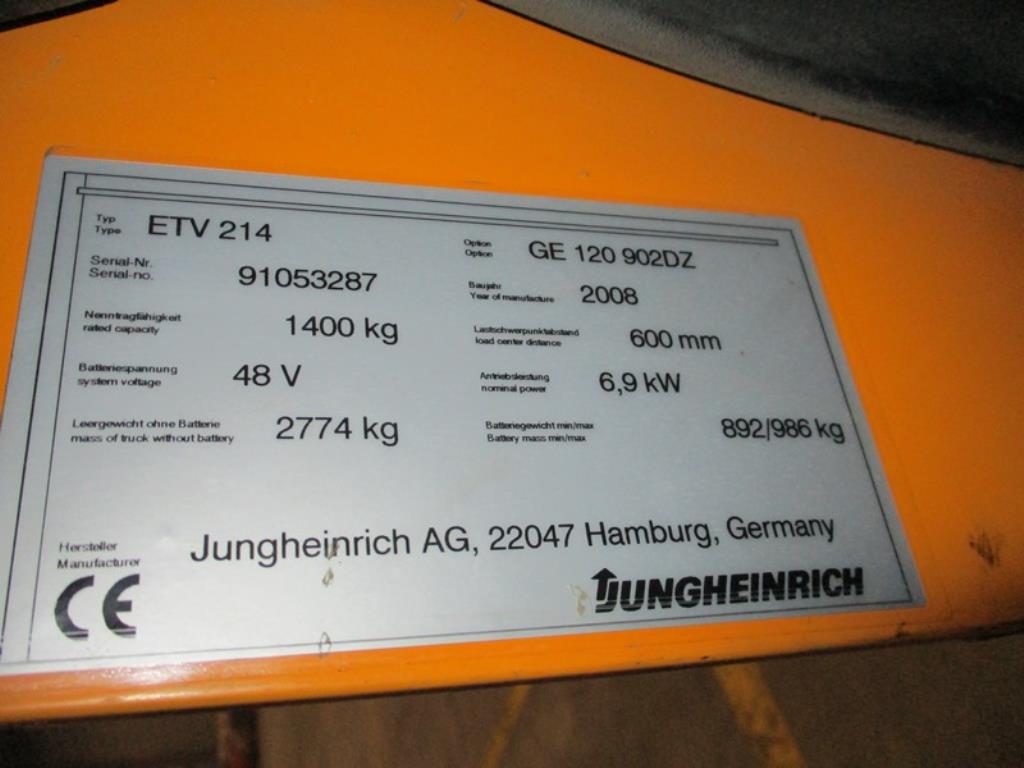 Typ
Type ETV 214
Option
Option GE 120 902DZ
Serial-Nr.
Serial-no. 91053287
Baujahr
Year of manufacture 2008
Nenntragfähigkeit
rated capacity 1400 kg
Lastschwerpunktabstand
load center distance 600 mm
Batteriespannung
system voltage 48 V
Antriebsleistung
nominal power 6,9 kW
Leergewicht ohne Batterie
mass of truck without battery 2774 kg
Batteriegewicht min/max
Battery mass min/max 892/986 kg
Hersteller
Manufacturer Jungheinrich AG, 22047 Hamburg, Germany
CE
JUNGHEINRICH